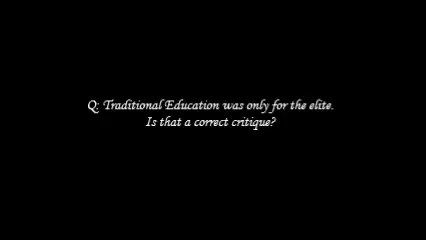 Q: Traditional Education was only for the elite.
Is that a correct critique?